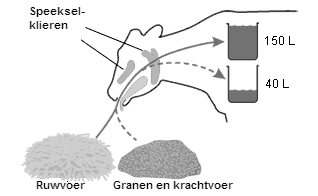 Speeksel-
klieren
150 L
40 L
Ruwvoer
Granen en krachtvoer